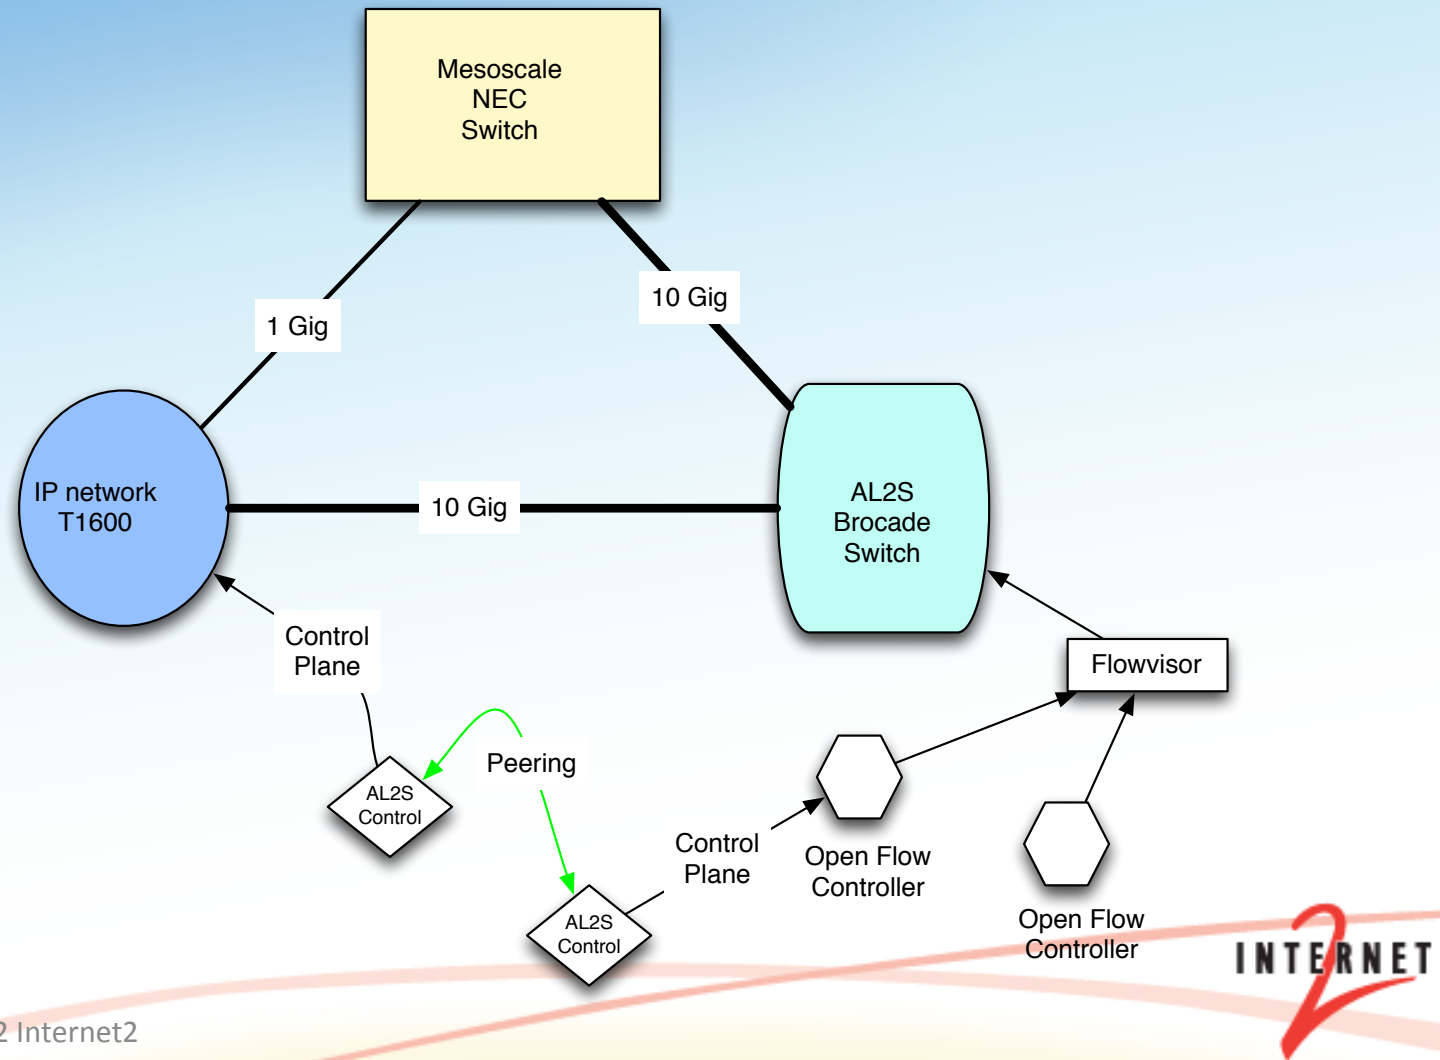 Mesoscale
NEC
Switch
10 Gig
1 Gig
IP network
T1600
10 Gig
AL2S
Brocade
Switch
Control
Plane
Flowvisor
Peering
AL2S
Control
Control
Plane
Open Flow
Controller
AL2S
Control
Open Flow
Controller
INTERNET
2
2 Internet2